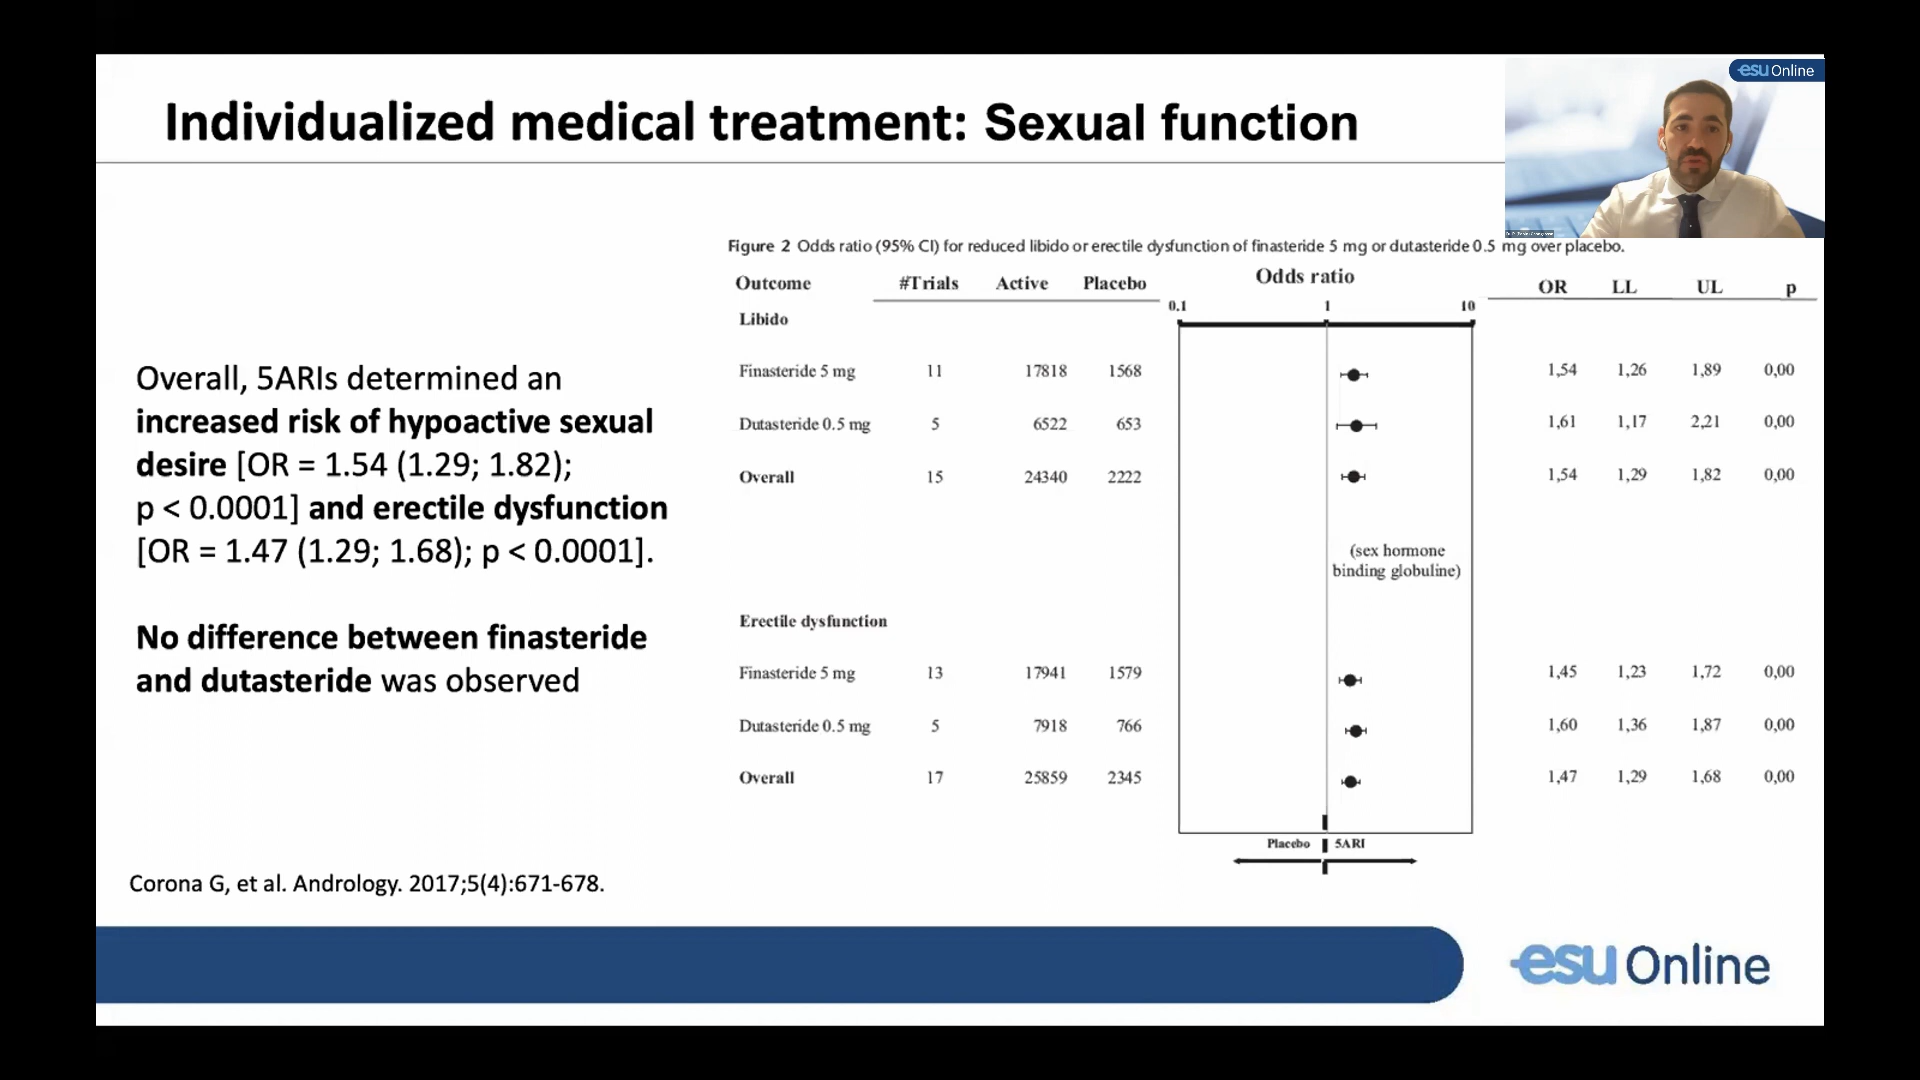 Individualized medical treatment: Sexual function
esu Online
Figure 2 Odds ratio (95% CI) for reduced libido or erectile dysfunction of finasteride 5 mg or dutasteride 0.5 mg over placebo.
Outcome #Trials Active Placebo Odds ratio OR LL UL p
0.1 1 10
Libido
Finasteride 5 mg 11 17818 1568 1,54 1,26 1,89 0,00
Dutasteride 0.5 mg 5 6522 653 1,61 1,17 2,21 0,00
Overall 15 24340 2222 1,54 1,29 1,82 0,00
(sex hormone
binding globuline)
Erectile dysfunction
Finasteride 5 mg 13 17941 1579 1,45 1,23 1,72 0,00
Dutasteride 0.5 mg 5 7918 766 1,60 1,36 1,87 0,00
Overall 17 25859 2345 1,47 1,29 1,68 0,00
Placebo 5ARI
Overall, 5ARIs determined an
increased risk of hypoactive sexual
desire [OR = 1.54 (1.29; 1.82);
p < 0.0001] and erectile dysfunction
[OR = 1.47 (1.29; 1.68); p < 0.0001].
No difference between finasteride
and dutasteride was observed
Corona G, et al. Andrology. 2017;5(4):671-678.
esu Online